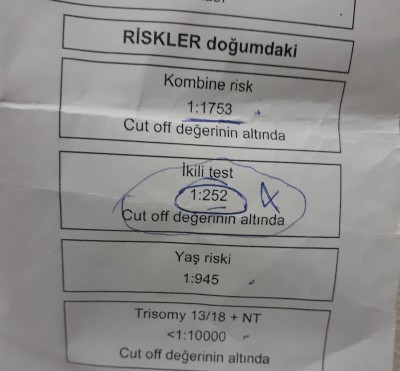 RİSKLER doğumdaki
Kombine risk
1:1753
Cut off değerinin altında
İkili test
1:252
Cut off değerinin altında
Yaş riski
1:945
Trisomy 13/18 + NT
<1:10000
Cut off değerinin altında